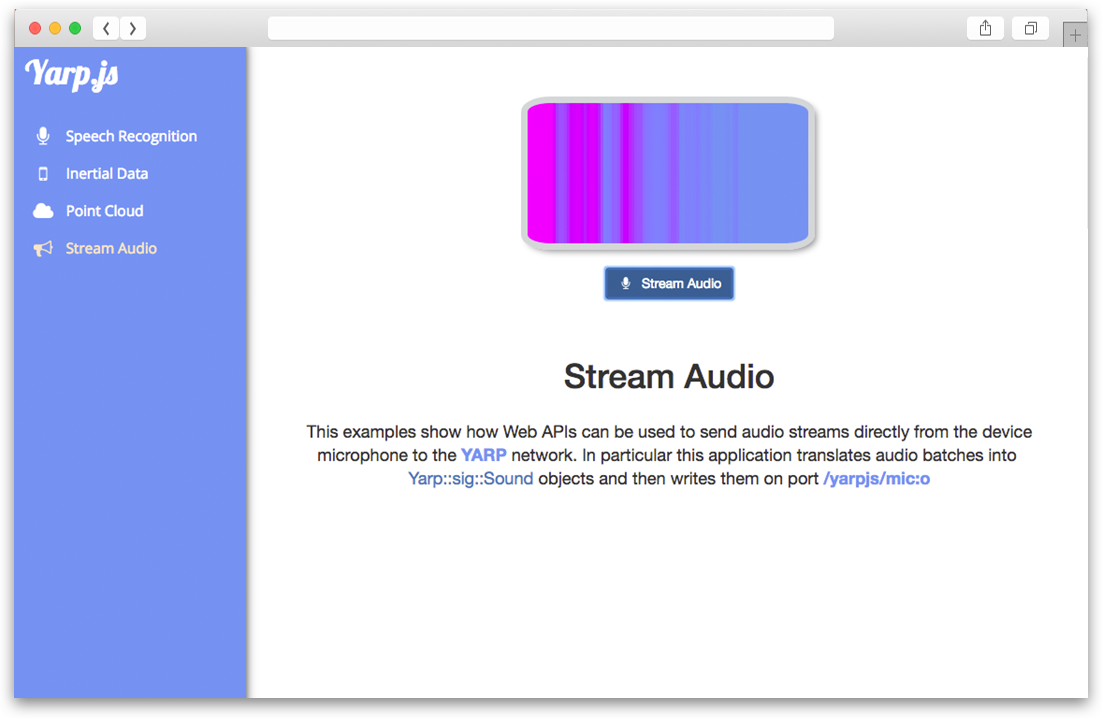 Yarp.js
Speech Recognition
Inertial Data
Point Cloud
Stream Audio
Stream Audio
Stream Audio
This examples show how Web APIs can be used to send audio streams directly from the device
microphone to the YARP network. In particular this application translates audio batches into
Yarp::sig::Sound objects and then writes them on port /yarpjs/mic:o